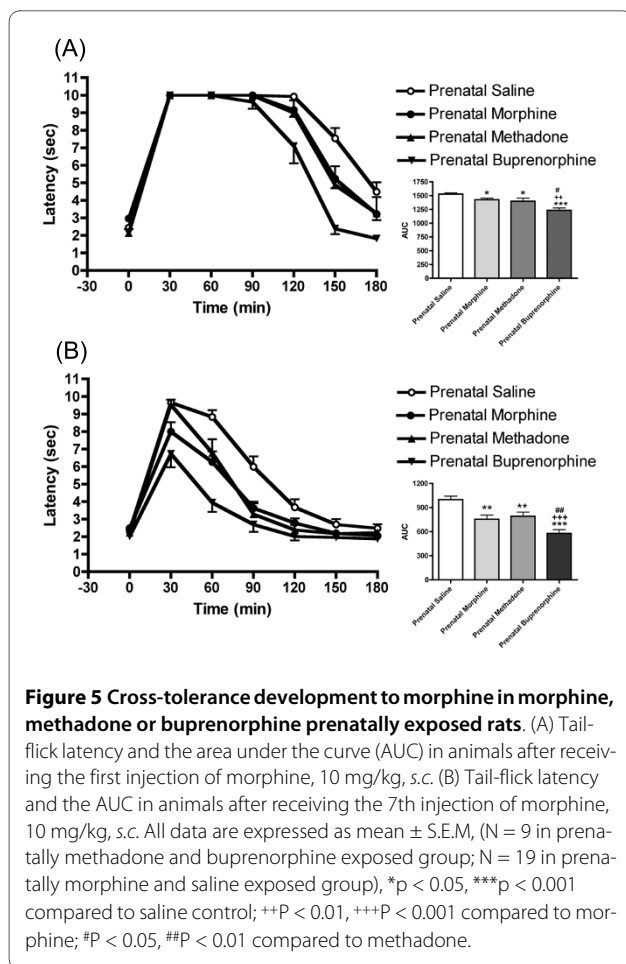 (A)
11
10
9
8
7
6
5
4
3
2
1
Latency (sec)
-30 0 30 60 90 120 150 180
Time (min)
Prenatal Saline
Prenatal Morphine
Prenatal Methadone
Prenatal Buprenorphine
1750
1500
1250
750
500
250
0
AUC
*
*
#
++
***
Prenatal Saline
Prenatal Morphine
Prenatal Methadone
Prenatal Buprenorphine
(B)
11
10
9
8
7
6
5
4
3
2
1
Latency (sec)
-30 0 30 60 90 120 150 180
Time (min)
Prenatal Saline
Prenatal Morphine
Prenatal Methadone
Prenatal Buprenorphine
1200
900
600
300
0
AUC
**
**
##
+++
***
Prenatal Saline
Prenatal Morphine
Prenatal Methadone
Prenatal Buprenorphine
Figure 5 Cross-tolerance development to morphine in morphine,
methadone or buprenorphine prenatally exposed rats. (A) Tail-
flick latency and the area under the curve (AUC) in animals after receiv-
ing the first injection of morphine, 10 mg/kg, s.c. (B) Tail-flick latency
and the AUC in animals after receiving the 7th injection of morphine,
10 mg/kg, s.c. All data are expressed as mean ± S.E.M, (N = 9 in prena-
tally methadone and buprenorphine exposed group; N = 19 in prena-
tally morphine and saline exposed group), *p < 0.05, ***p < 0.001
compared to saline control; ++P < 0.01, +++P < 0.001 compared to mor-
phine; #P < 0.05, ##P < 0.01 compared to methadone.